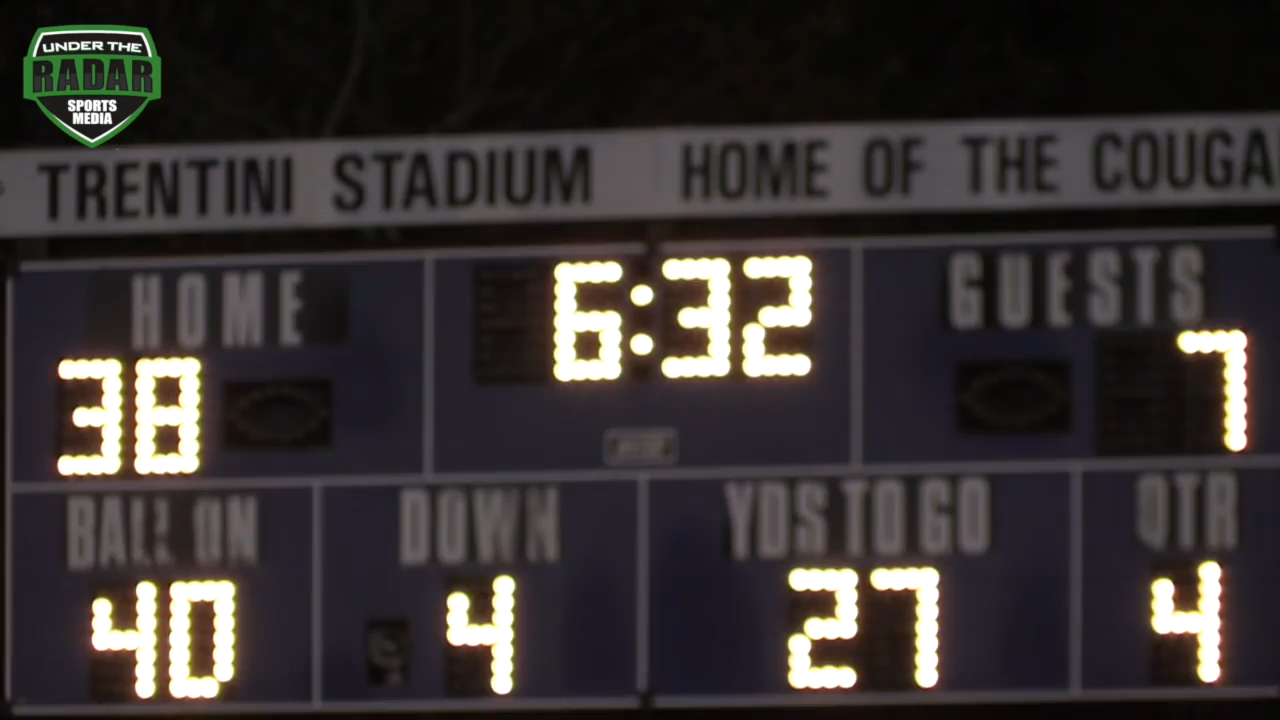 UNDER THE
RADAR
SPORTS
MEDIA
TRENTINI STADIUM HOME OF THE COUGA
HOME 6:32 GUESTS
38 7
BALL ON DOWN YDS TO GO QTR
40 4 27 4